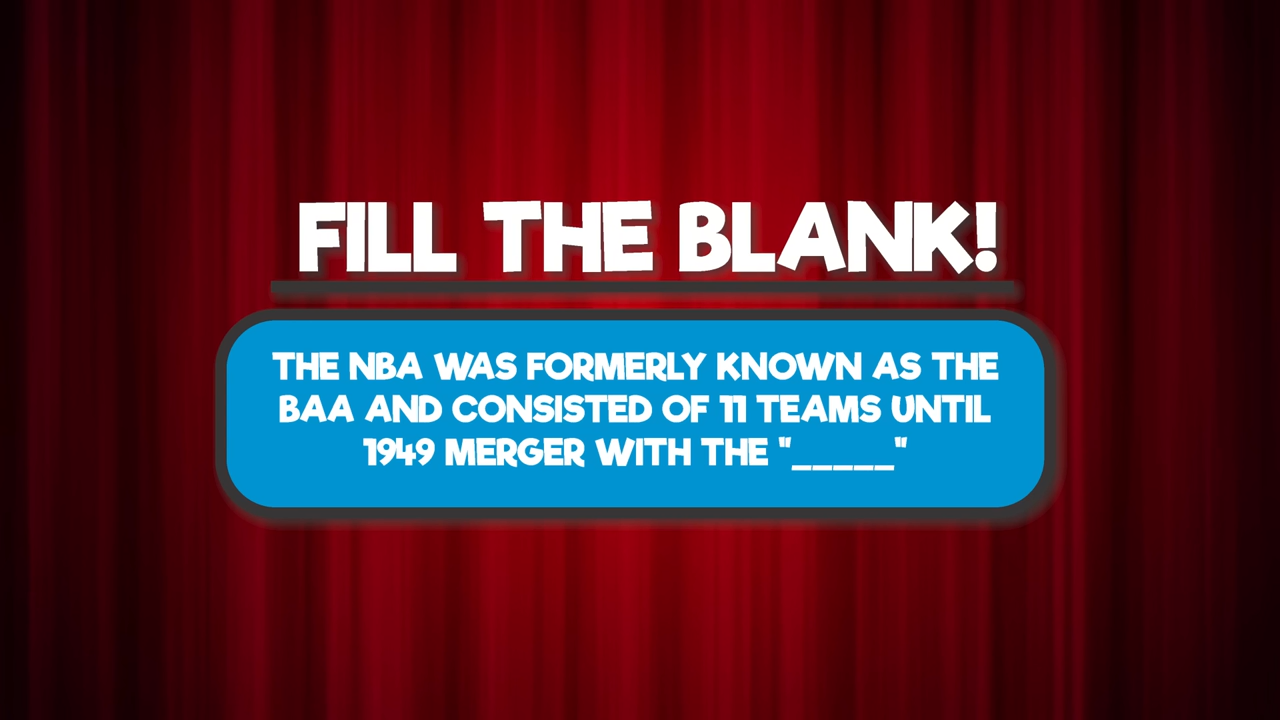 FILL THE BLANK!
THE NBA WAS FORMERLY KNOWN AS THE
BAA AND CONSISTED OF 11 TEAMS UNTIL
1949 MERGER WITH THE "_____"